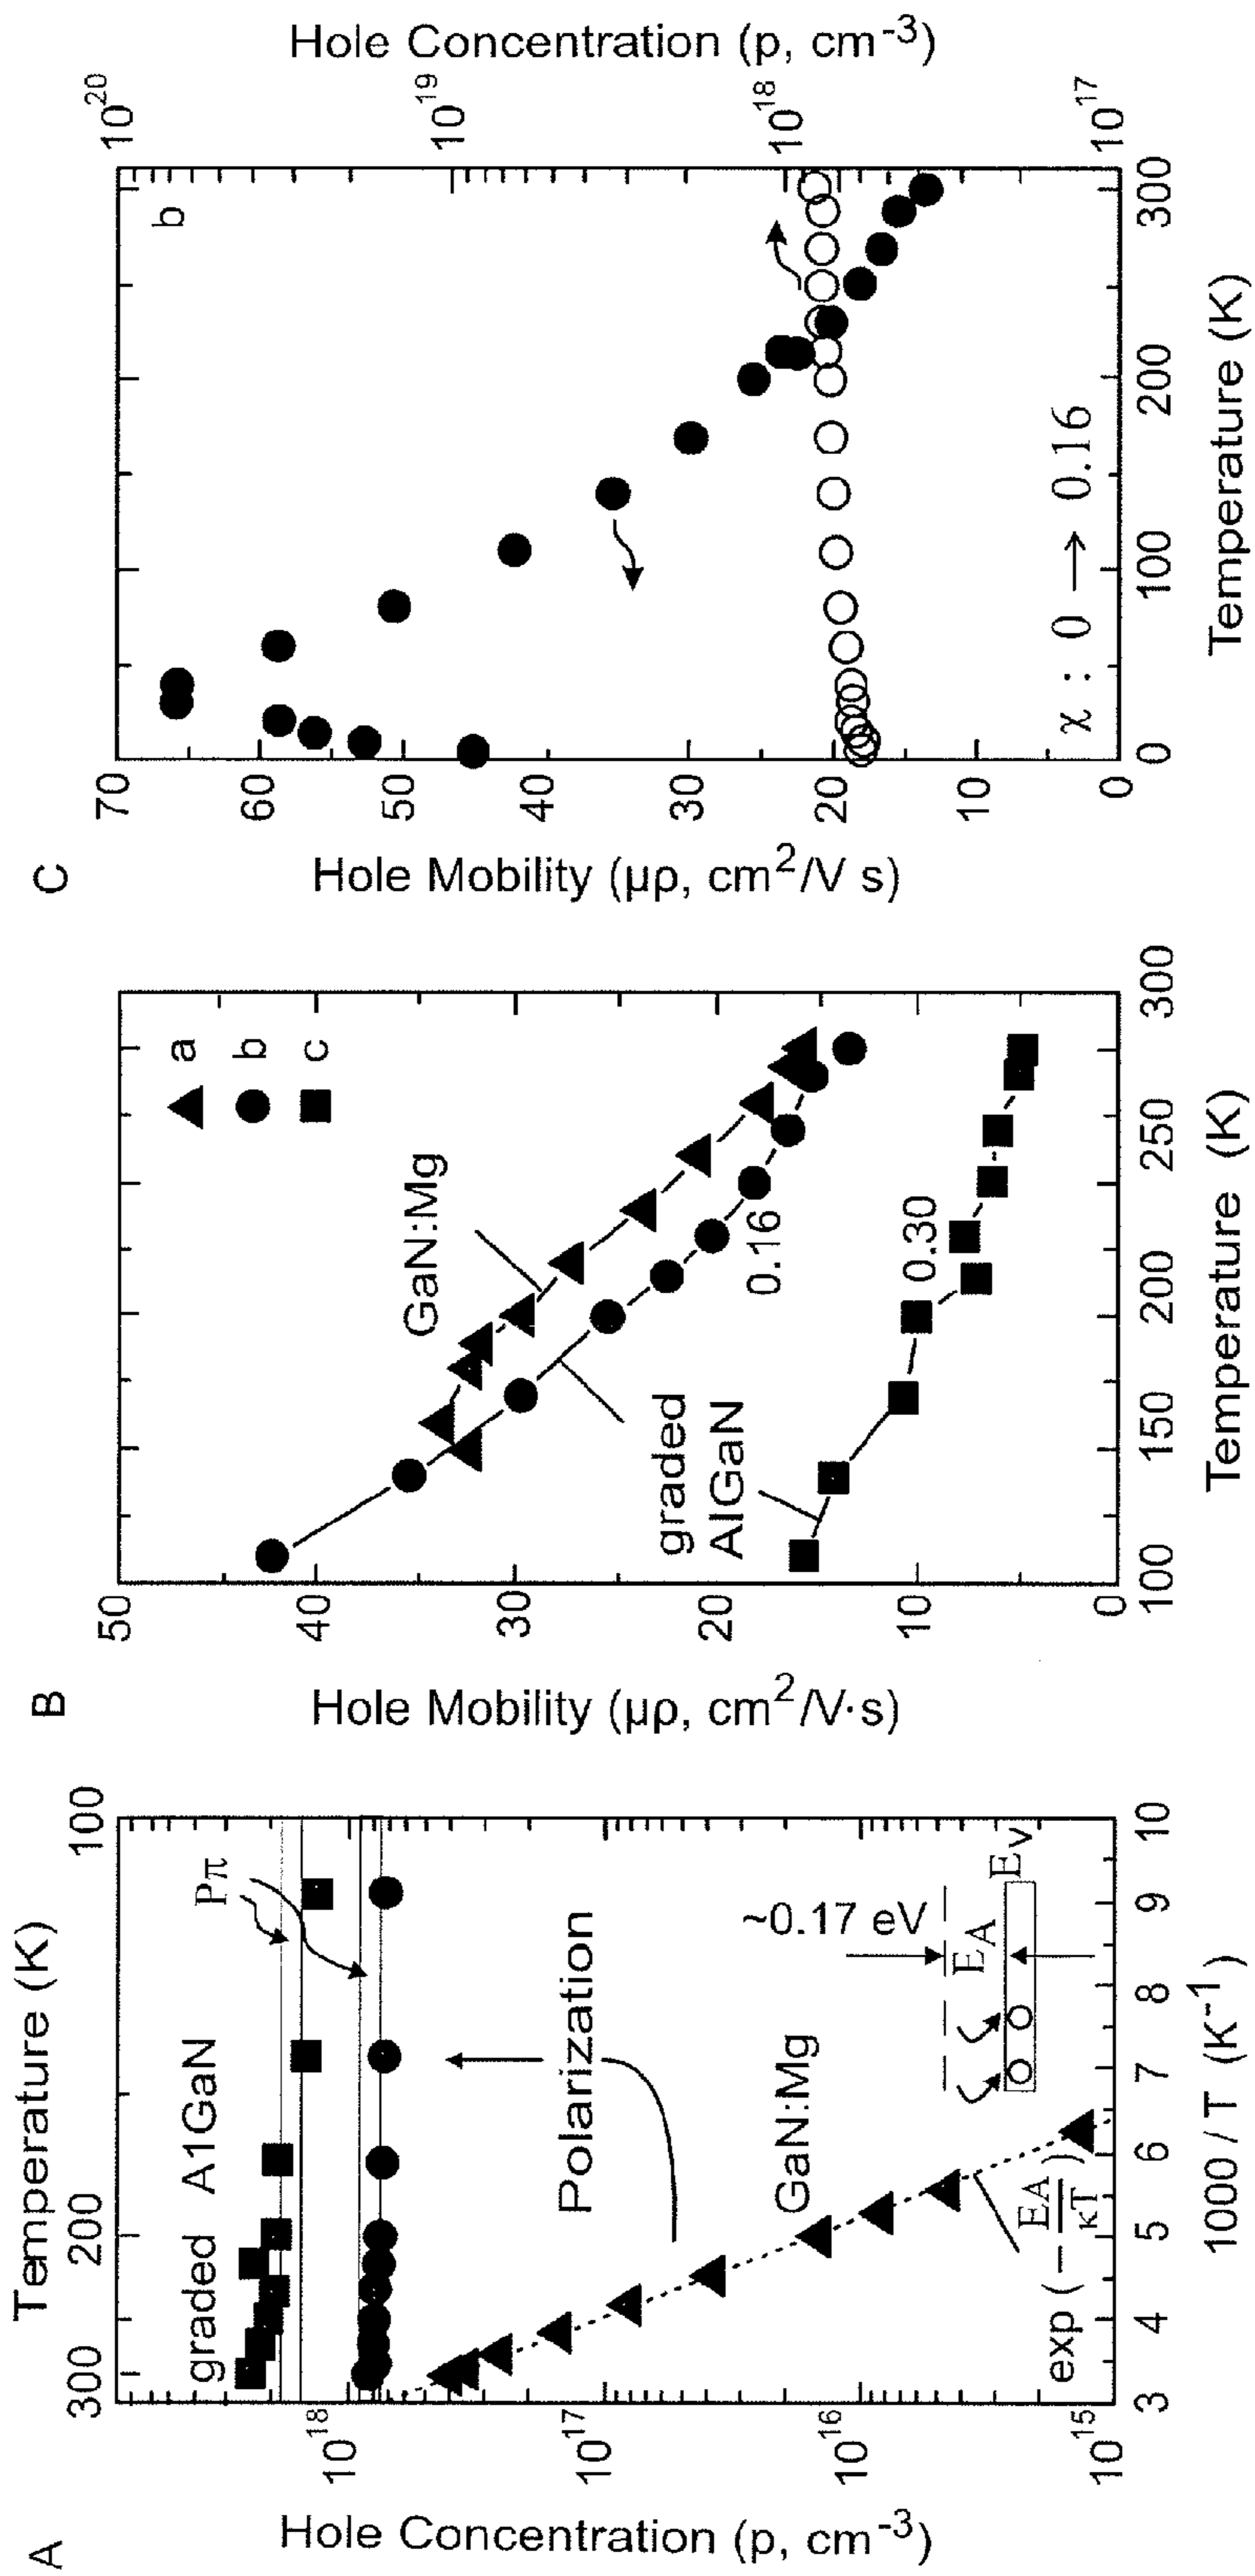 A
Temperature (K)
300
200
100
graded A1GaN
Pπ
Polarization
GaN:Mg
~0.17 eV
E A
E v
exp ( − EA / κT )
10^18
10^17
10^16
10^15
3
4
5
6
7
8
9
10
Hole Concentration (p, cm^-3)
1000 / T (K^-1)
B
50
40
30
20
10
0
a
b
c
GaN:Mg
0.16
graded
AlGaN
0.30
100
150
200
250
300
Hole Mobility (μρ, cm^2/V·s)
Temperature (K)
C
70
60
50
40
30
20
10
0
b
10^20
10^19
10^18
10^17
χ : 0 → 0.16
0
100
200
300
Hole Mobility (μρ, cm^2/V s)
Hole Concentration (p, cm^-3)
Temperature (K)